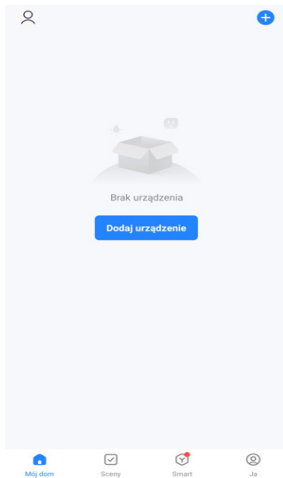 Brak urządzenia
Dodaj urządzenie
Mój dom
Sceny
Smart
Ja